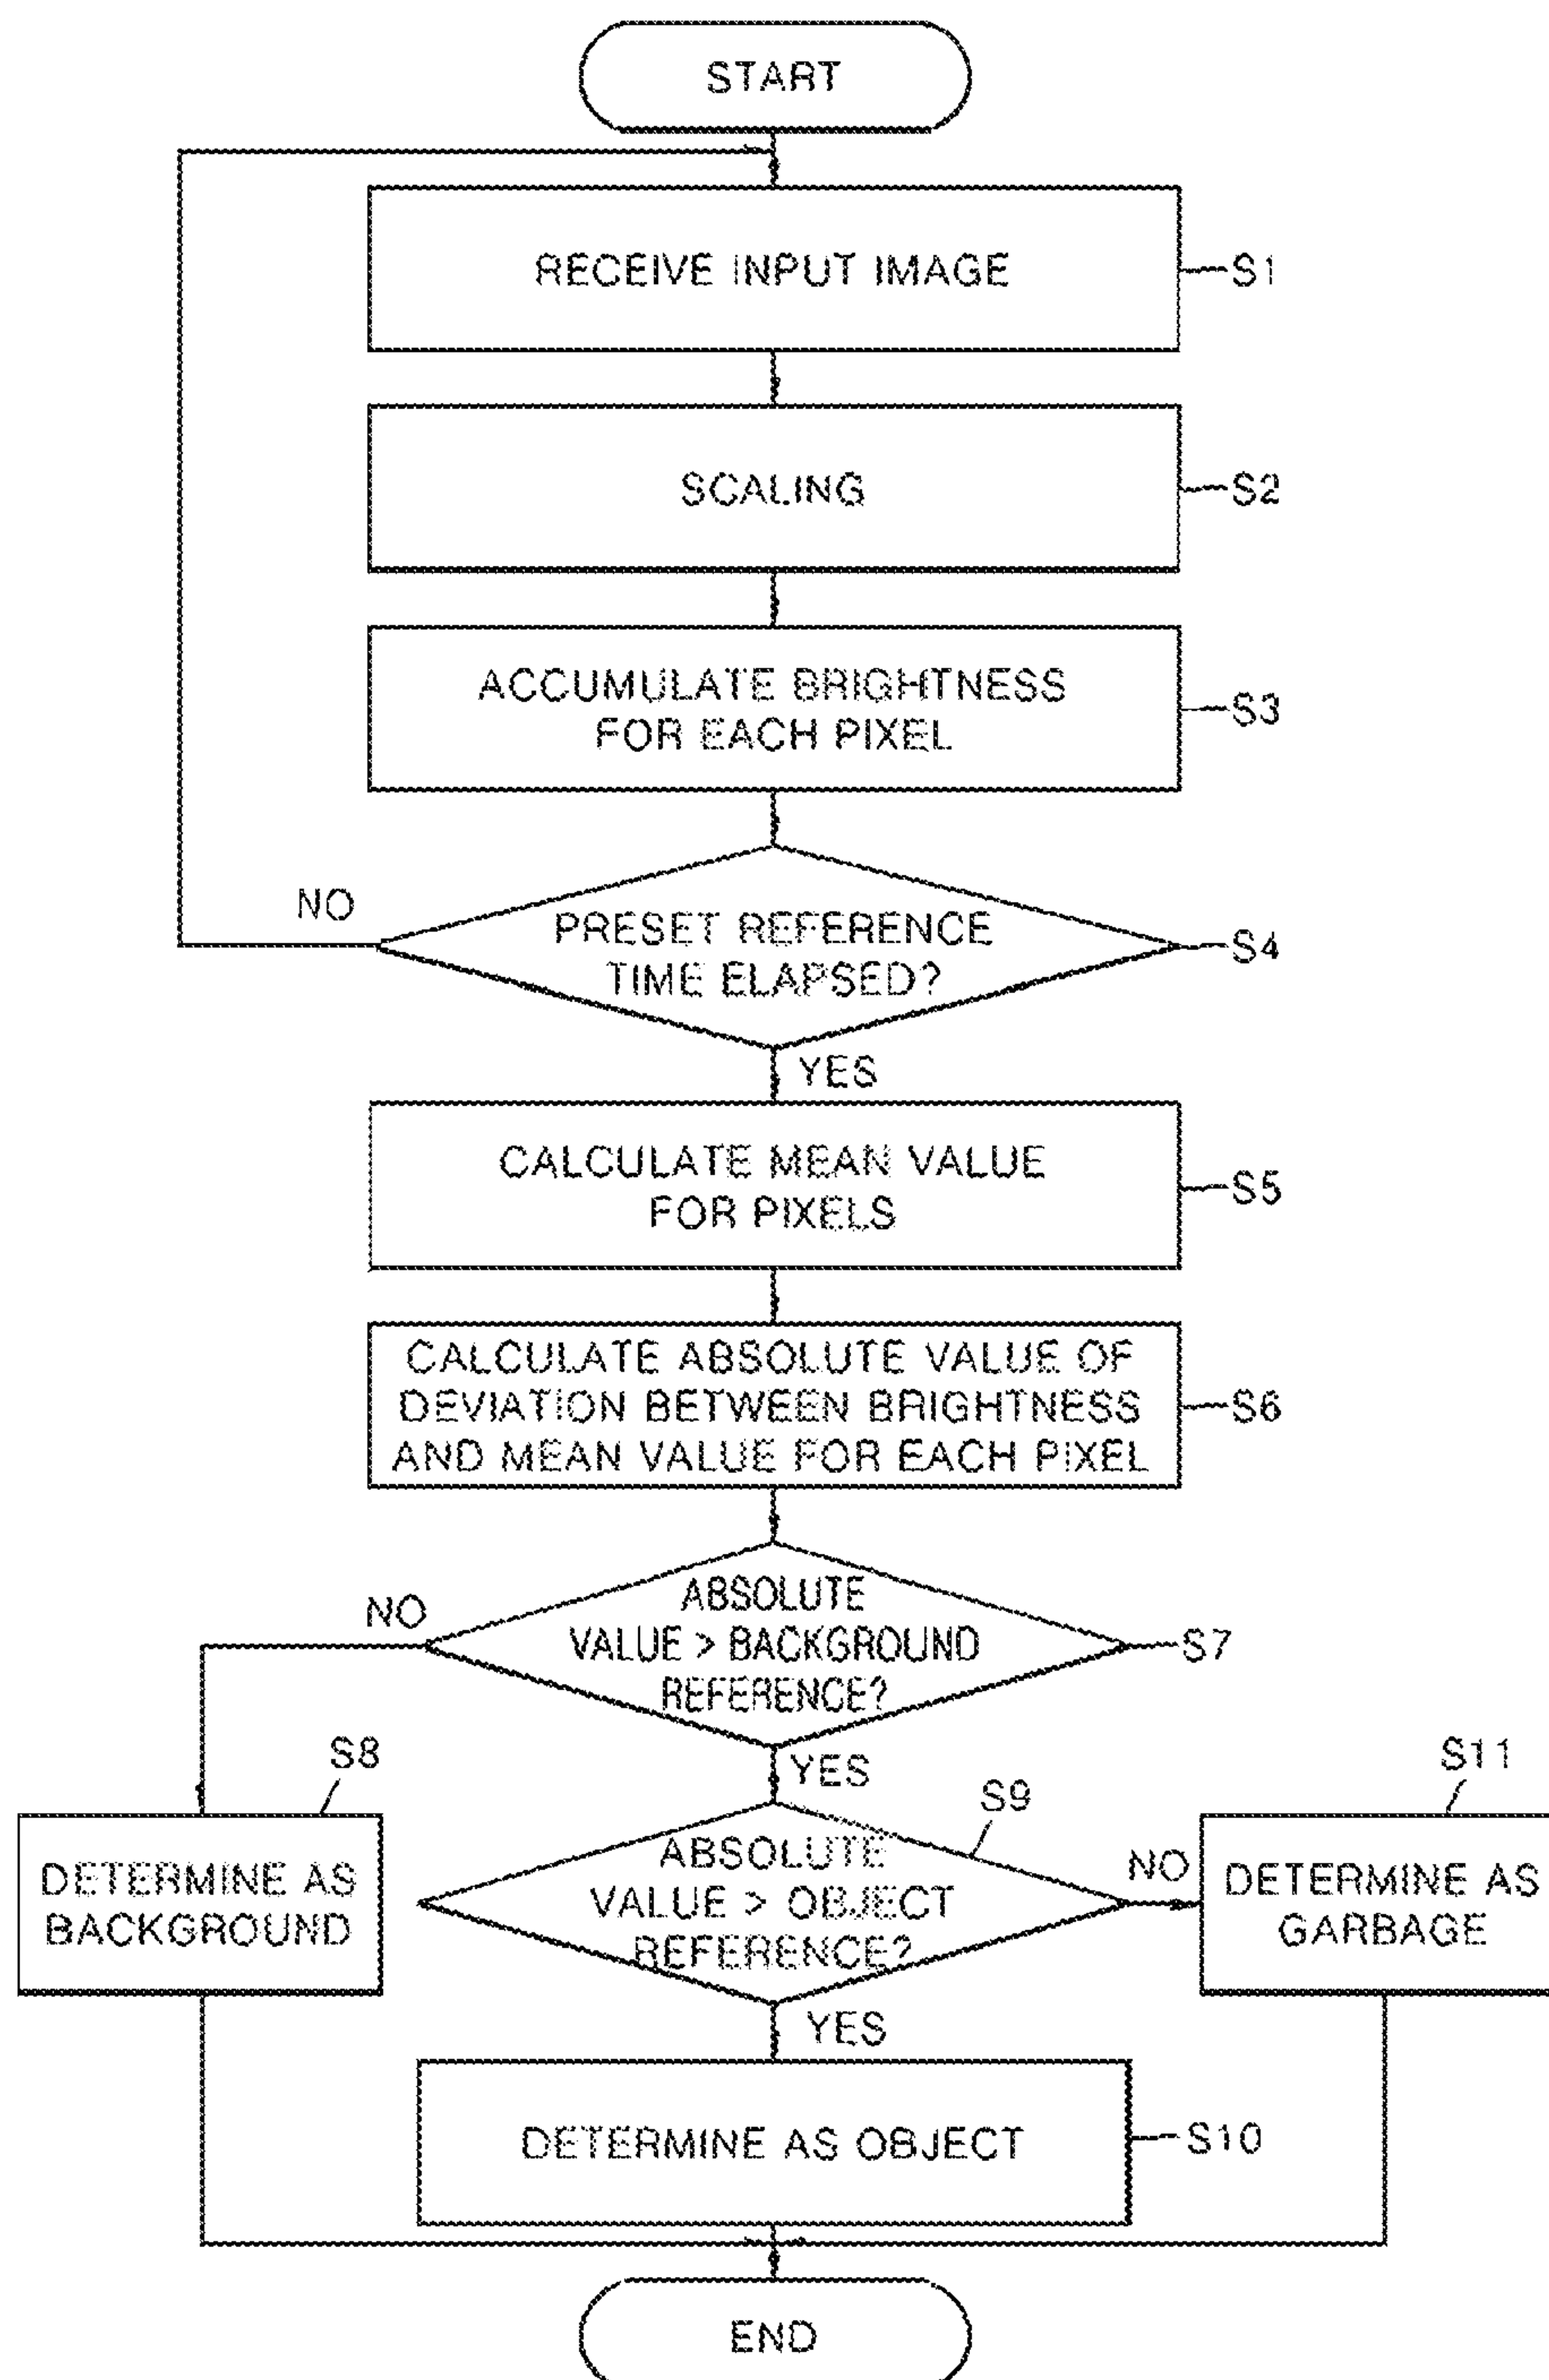 START
RECEIVE INPUT IMAGE
S1
SCALING
S2
ACCUMULATE BRIGHTNESS
FOR EACH PIXEL
S3
NO
PRESET REFERENCE
TIME ELAPSED?
S4
YES
CALCULATE MEAN VALUE
FOR PIXELS
S5
CALCULATE ABSOLUTE VALUE OF
DEVIATION BETWEEN BRIGHTNESS
AND MEAN VALUE FOR EACH PIXEL
S6
NO
ABSOLUTE
VALUE > BACKGROUND
REFERENCE?
S7
YES
S8
DETERMINE AS
BACKGROUND
S9
ABSOLUTE
VALUE > OBJECT
REFERENCE?
NO
S11
DETERMINE AS
GARBAGE
YES
DETERMINE AS OBJECT
S10
END